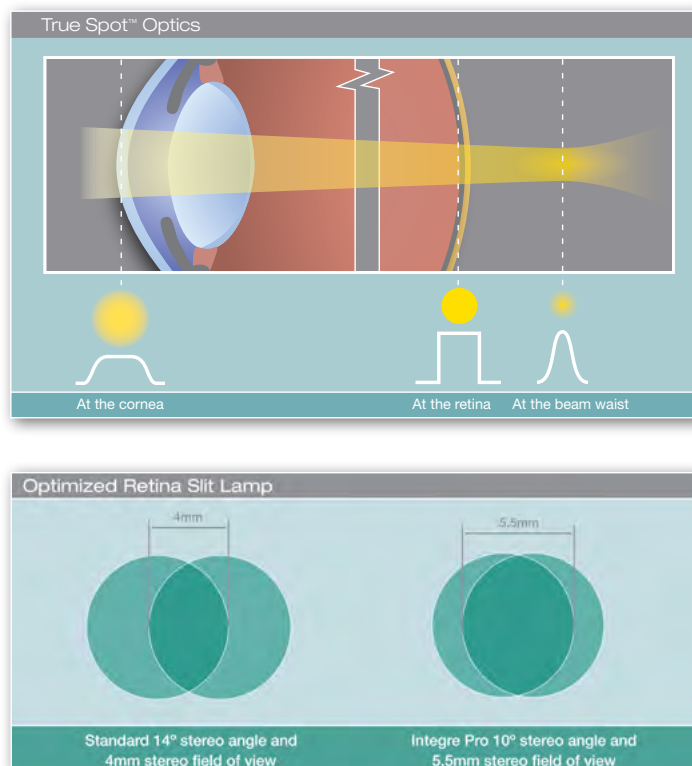 True Spot™ Optics
At the cornea
At the retina
At the beam waist
Optimized Retina Slit Lamp
4mm
5.5mm
Standard 14º stereo angle and
4mm stereo field of view
Integre Pro 10º stereo angle and
5.5mm stereo field of view